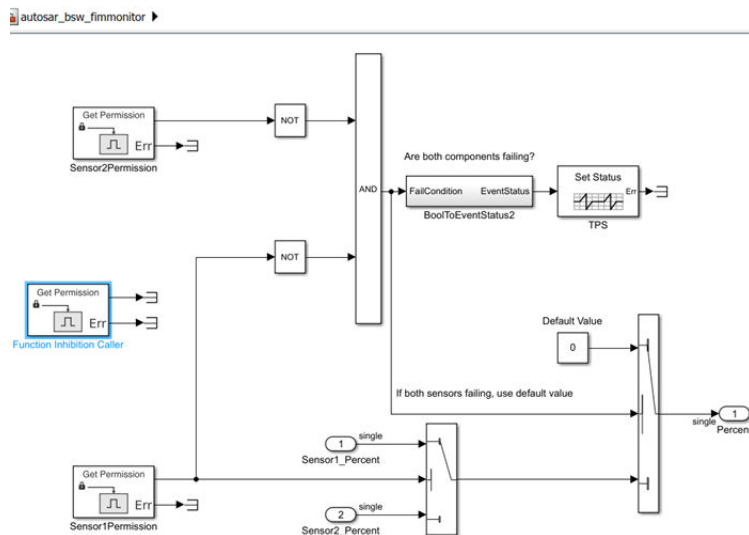 autosar_bsw_fimmonitor
Get Permission
Err
Sensor2Permission
NOT
AND
Are both components failing?
FailCondition EventStatus
BoolToEventStatus2
Set Status
Err
TPS
NOT
Get Permission
Err
Function Inhibition Caller
Default Value
0
If both sensors failing, use default value
single
1
Percent
single
1
Sensor1_Percent
Get Permission
Err
Sensor1Permission
single
2
Sensor2_Percent